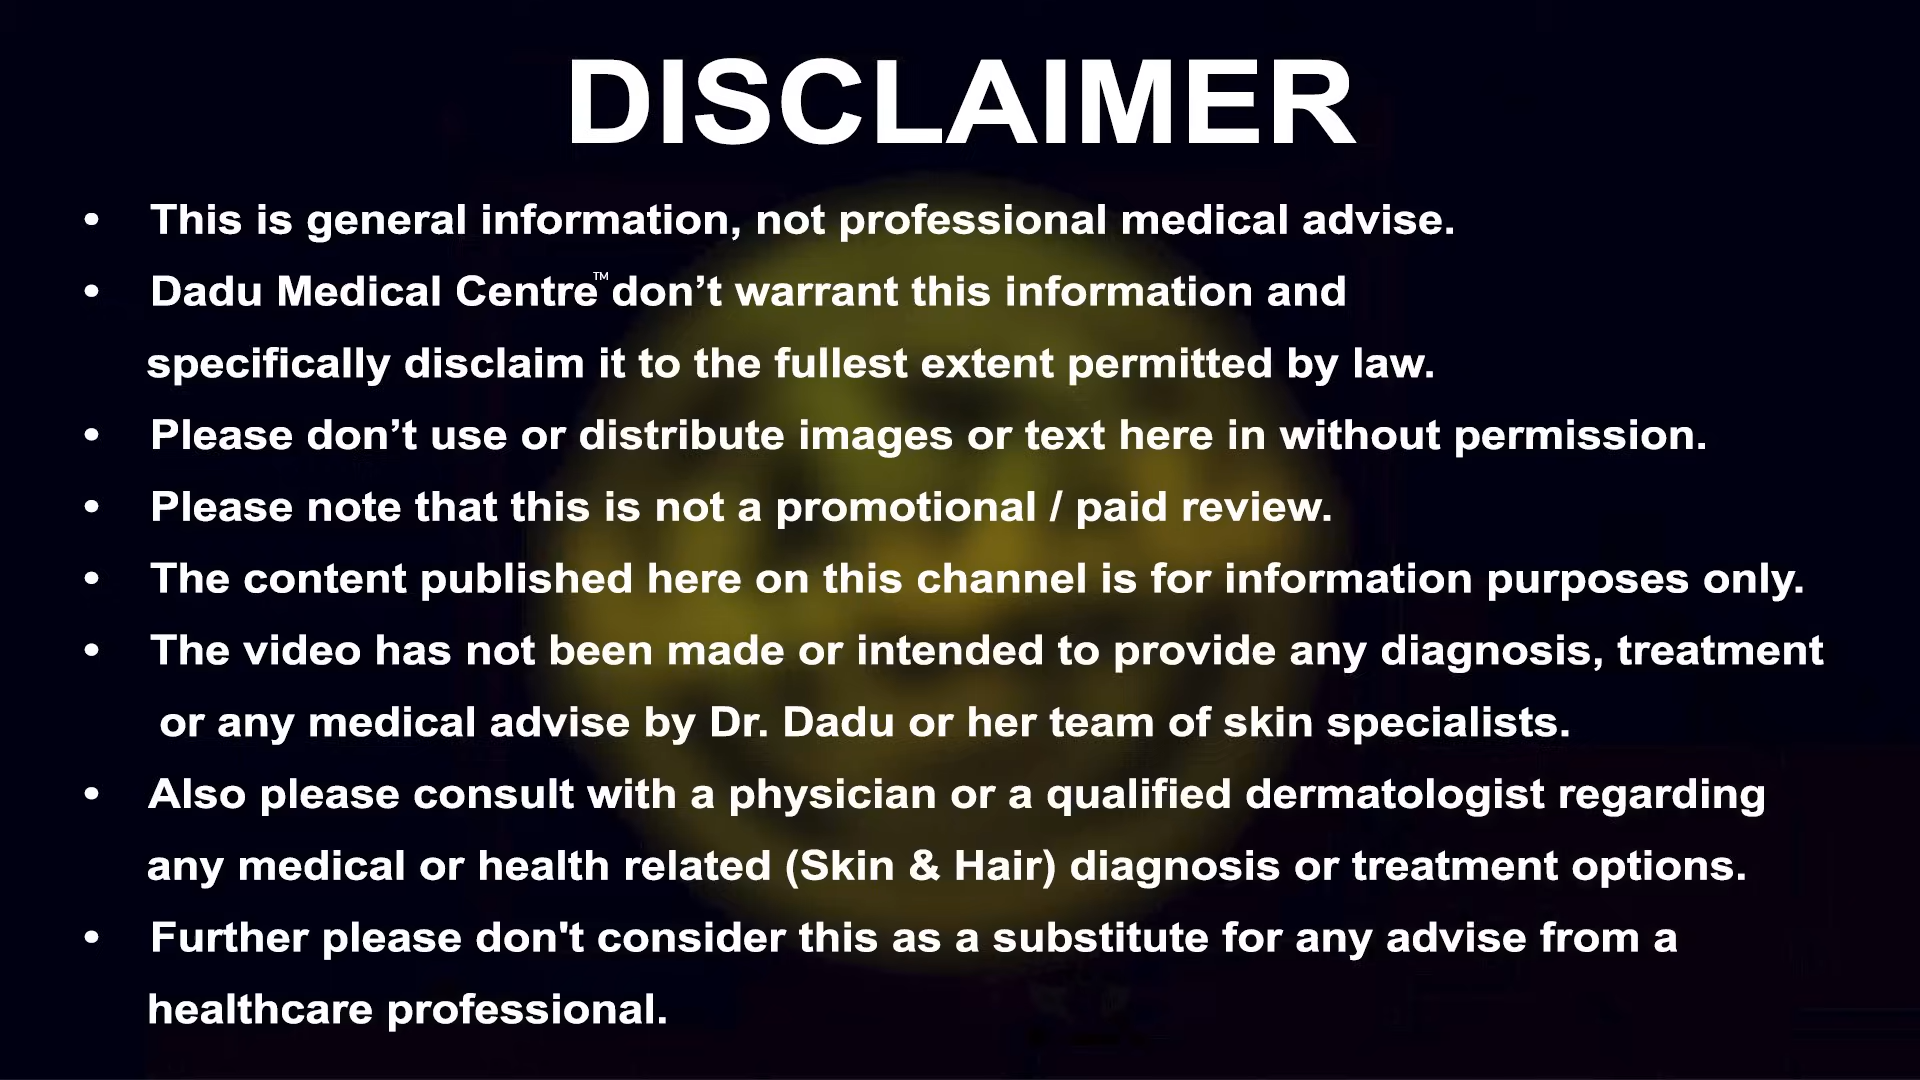 DISCLAIMER
• This is general information, not professional medical advise.
• Dadu Medical Centre™ don’t warrant this information and
specifically disclaim it to the fullest extent permitted by law.
• Please don’t use or distribute images or text here in without permission.
• Please note that this is not a promotional / paid review.
• The content published here on this channel is for information purposes only.
• The video has not been made or intended to provide any diagnosis, treatment
or any medical advise by Dr. Dadu or her team of skin specialists.
• Also please consult with a physician or a qualified dermatologist regarding
any medical or health related (Skin & Hair) diagnosis or treatment options.
• Further please don't consider this as a substitute for any advise from a
healthcare professional.